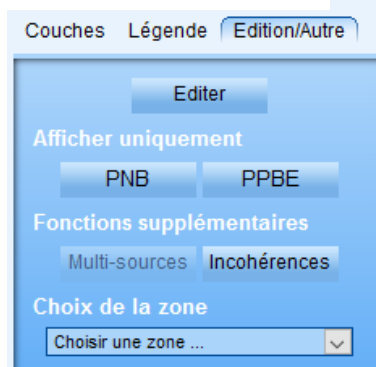 Couches Légende Edition/Autre
Editer
Afficher uniquement
PNB PPBE
Fonctions supplémentaires
Multi-sources Incohérences
Choix de la zone
Choisir une zone ...